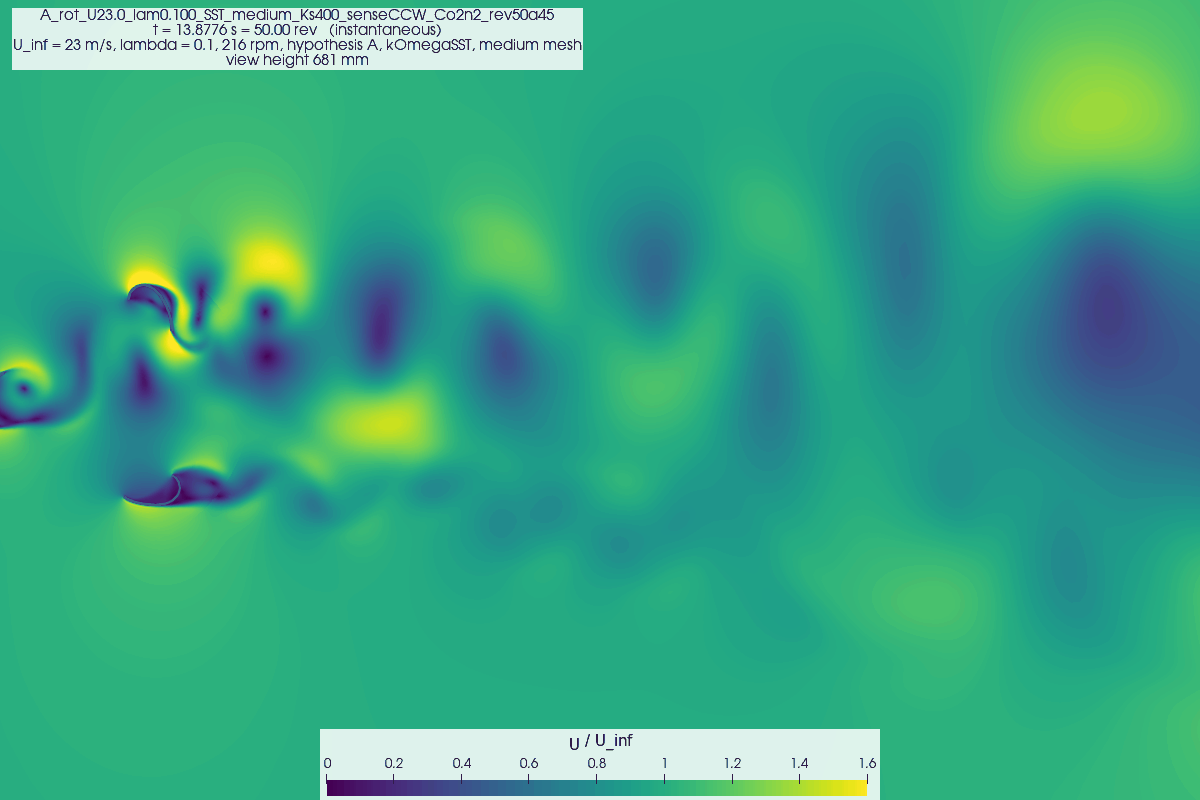 A_rot_U23.0_lam0.100_SST_medium_Ks400_senseCCW_Co2n2_rev50a45
t = 13.8776 s = 50.00 rev (instantaneous)
U_inf = 23 m/s, lambda = 0.1, 216 rpm, hypothesis A, kOmegaSST, medium mesh
view height 681 mm
U / U_inf
0 0.2 0.4 0.6 0.8 1 1.2 1.4 1.6